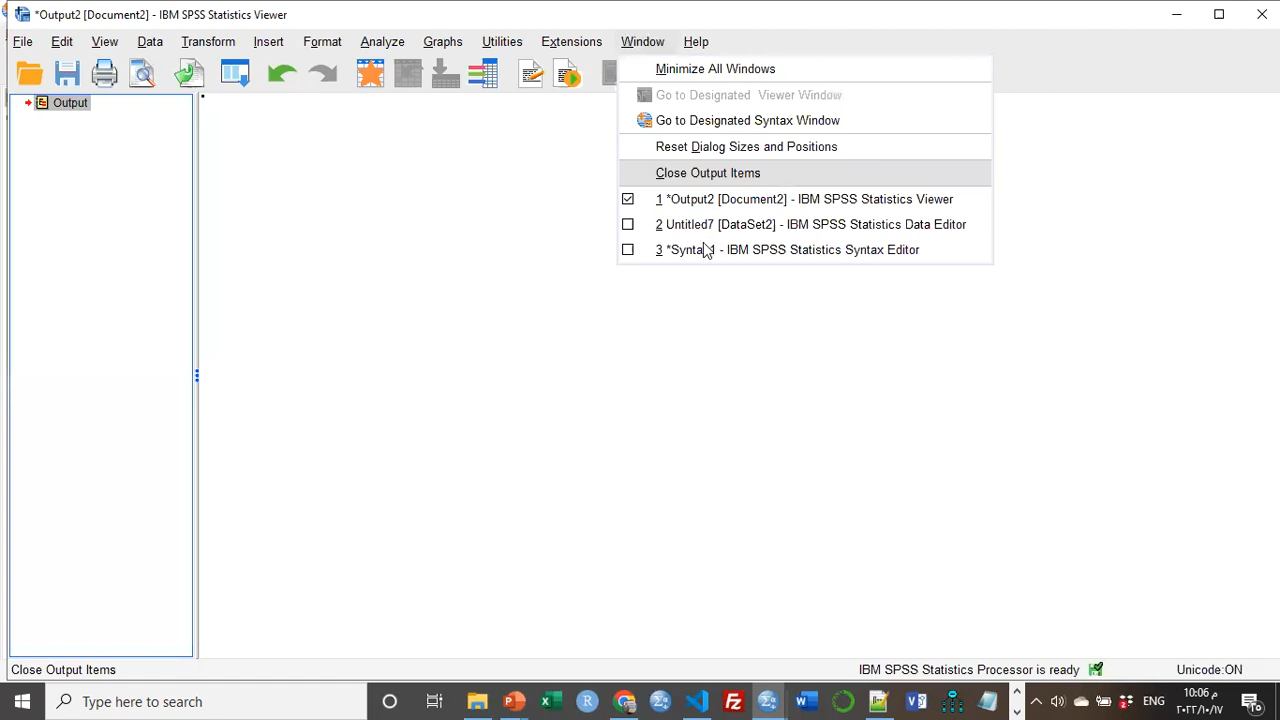 *Output2 [Document2] - IBM SPSS Statistics Viewer
File Edit View Data Transform Insert Format Analyze Graphs Utilities Extensions Window Help
Minimize All Windows
Go to Designated Viewer Window
Go to Designated Syntax Window
Reset Dialog Sizes and Positions
Close Output Items
1 *Output2 [Document2] - IBM SPSS Statistics Viewer
2 Untitled7 [DataSet2] - IBM SPSS Statistics Data Editor
3 *Syntax1 - IBM SPSS Statistics Syntax Editor
Output
Close Output Items
IBM SPSS Statistics Processor is ready
Unicode:ON
Type here to search
ENG
10:06 م
٢٠٢٢/١٠/١٧